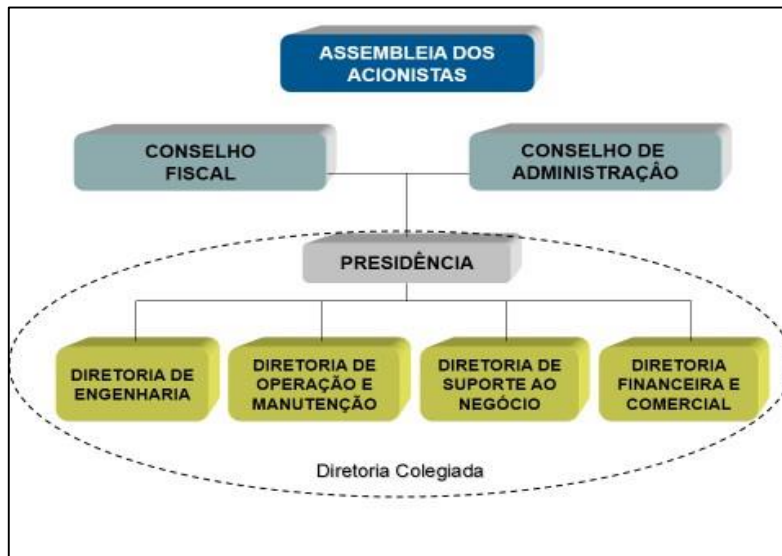 ASSEMBLEIA DOS
ACIONISTAS
CONSELHO
FISCAL
CONSELHO DE
ADMINISTRAÇÂO
PRESIDÊNCIA
DIRETORIA DE
ENGENHARIA
DIRETORIA DE
OPERAÇÃO E
MANUTENÇÃO
DIRETORIA DE
SUPORTE AO
NEGÓCIO
DIRETORIA
FINANCEIRA E
COMERCIAL
Diretoria Colegiada